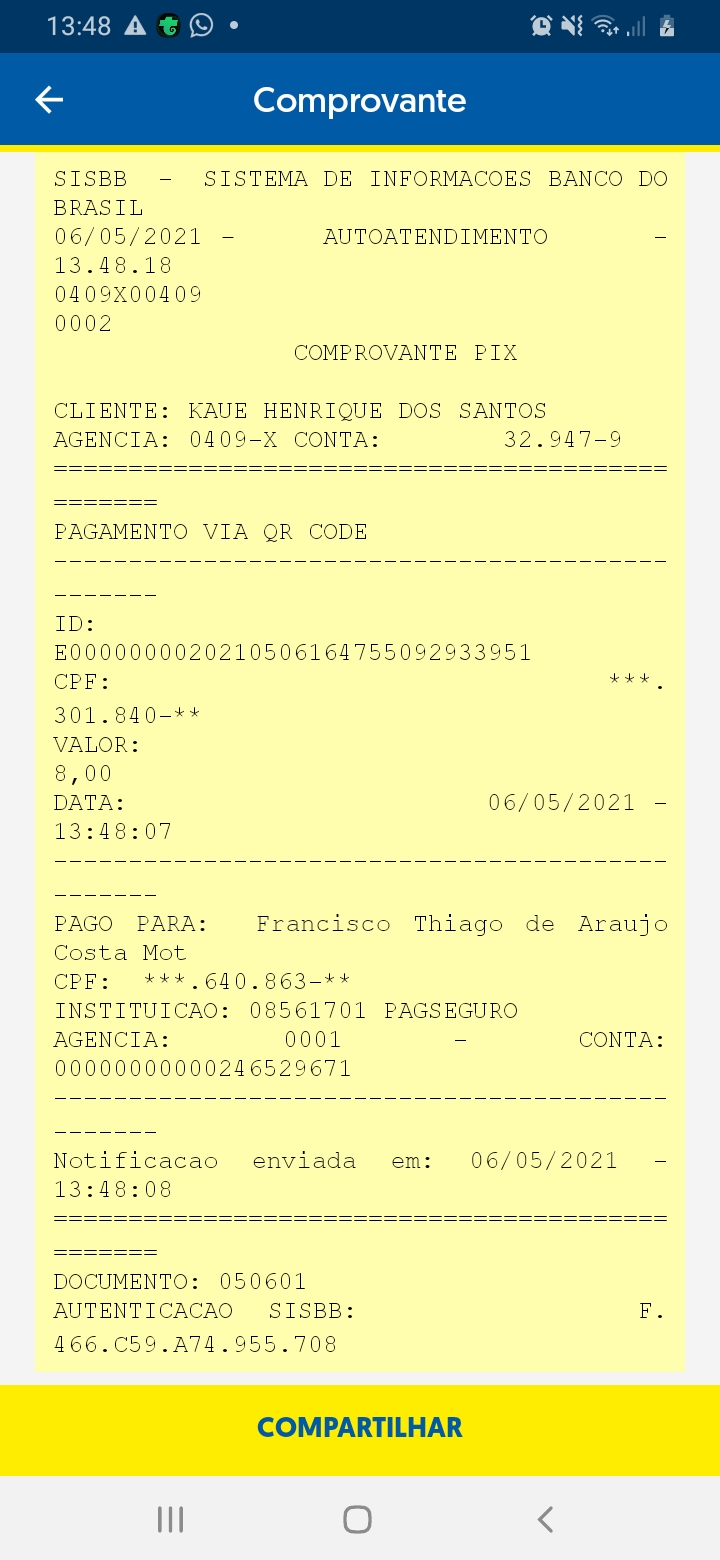 13:48
Comprovante
SISBB - SISTEMA DE INFORMACOES BANCO DO
BRASIL
06/05/2021 - AUTOATENDIMENTO -
13.48.18
0409X00409
0002
COMPROVANTE PIX
CLIENTE: KAUE HENRIQUE DOS SANTOS
AGENCIA: 0409-X CONTA: 32.947-9
=========================================
=======
PAGAMENTO VIA QR CODE
-----------------------------------------
-------
ID:
E0000000020210506164755092933951
CPF: ***.
301.840-**
VALOR:
8,00
DATA: 06/05/2021 -
13:48:07
-----------------------------------------
-------
PAGO PARA: Francisco Thiago de Araujo
Costa Mot
CPF: ***.640.863-**
INSTITUICAO: 08561701 PAGSEGURO
AGENCIA: 0001 - CONTA:
00000000000246529671
-----------------------------------------
-------
Notificacao enviada em: 06/05/2021 -
13:48:08
=========================================
=======
DOCUMENTO: 050601
AUTENTICACAO SISBB: F.
466.C59.A74.955.708
COMPARTILHAR